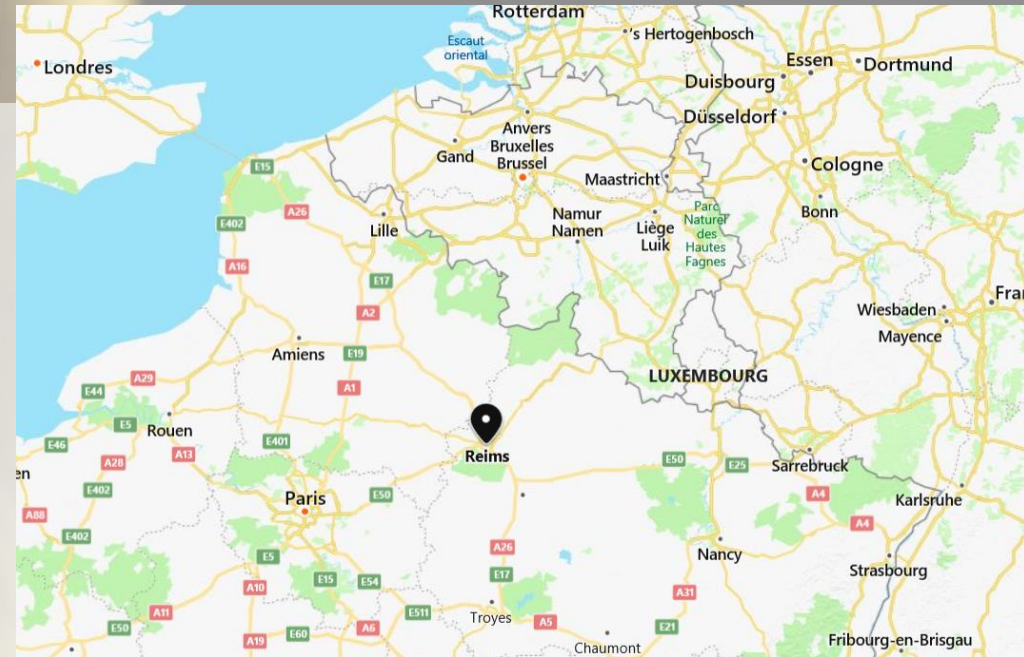 Rotterdam
's Hertogenbosch
Escaut
oriental
Londres
Essen
Dortmund
Duisbourg
Düsseldorf
Anvers
Bruxelles
Brussel
Gand
Maastricht
Cologne
E15
A26
E402
Lille
Namur
Namen
Liège
Luik
Parc
Naturel
des
Hautes
Fagnes
Bonn
A16
E17
A2
Wiesbaden
Fran
Mayence
Amiens
E19
LUXEMBOURG
A29
E44
A1
E5
Rouen
E46
E401
A13
A28
en
Reims
E50
E25
Sarrebruck
E402
Paris
E50
A4
Karlsruhe
A88
A4
E402
A26
Nancy
E5
Strasbourg
E17
E15
E54
A10
A31
A11
E511
Troyes
A5
E50
E60
A6
E21
A19
Chaumont
Fribourg-en-Brisgau